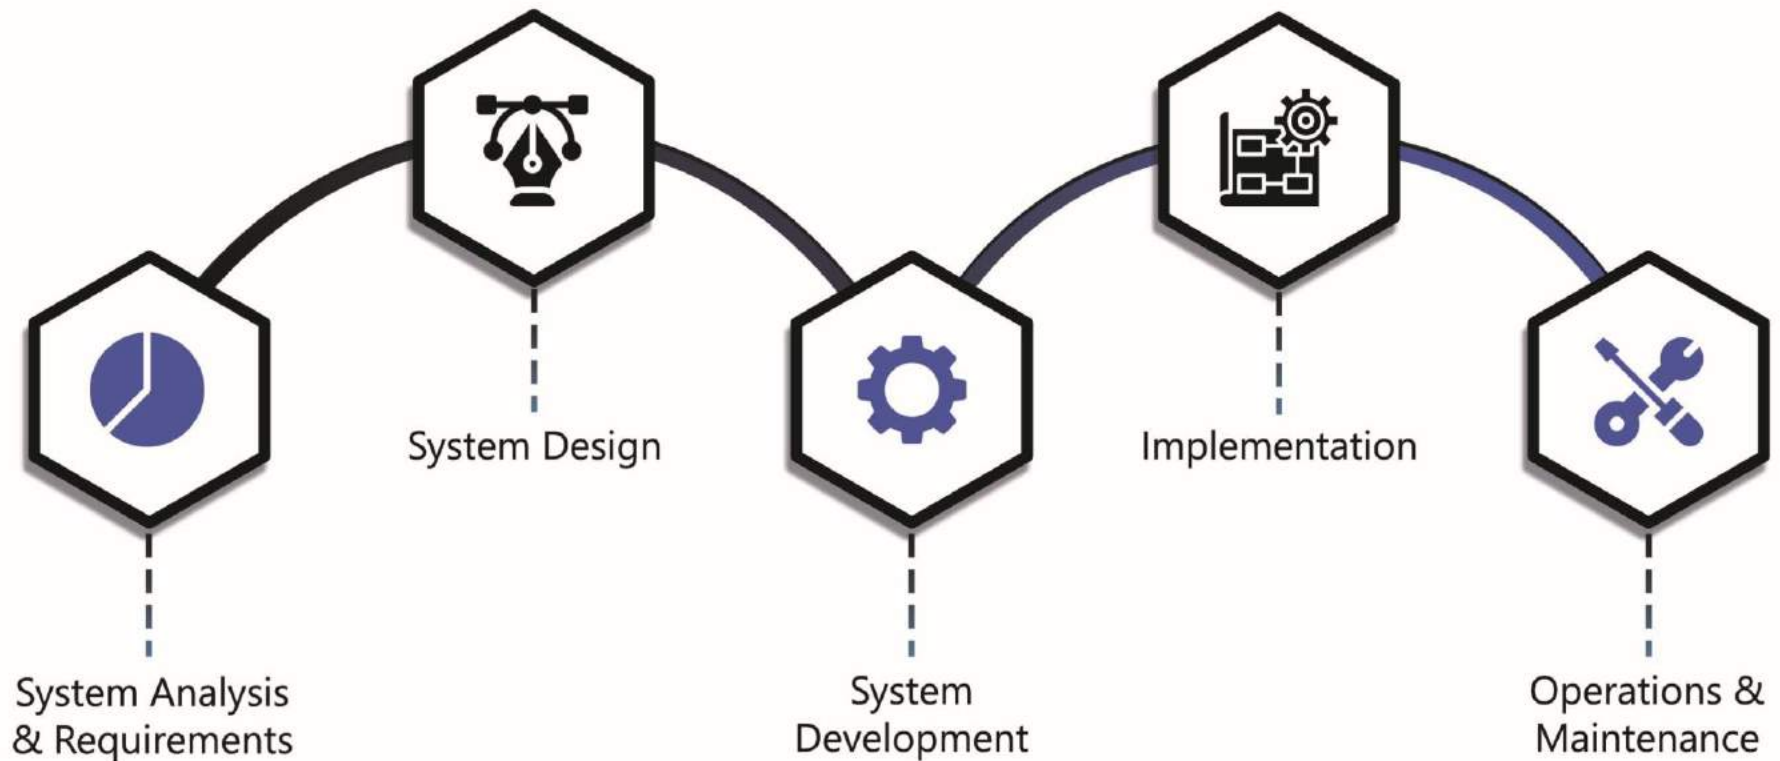 System Analysis
& Requirements
System Design
System
Development
Implementation
Operations &
Maintenance